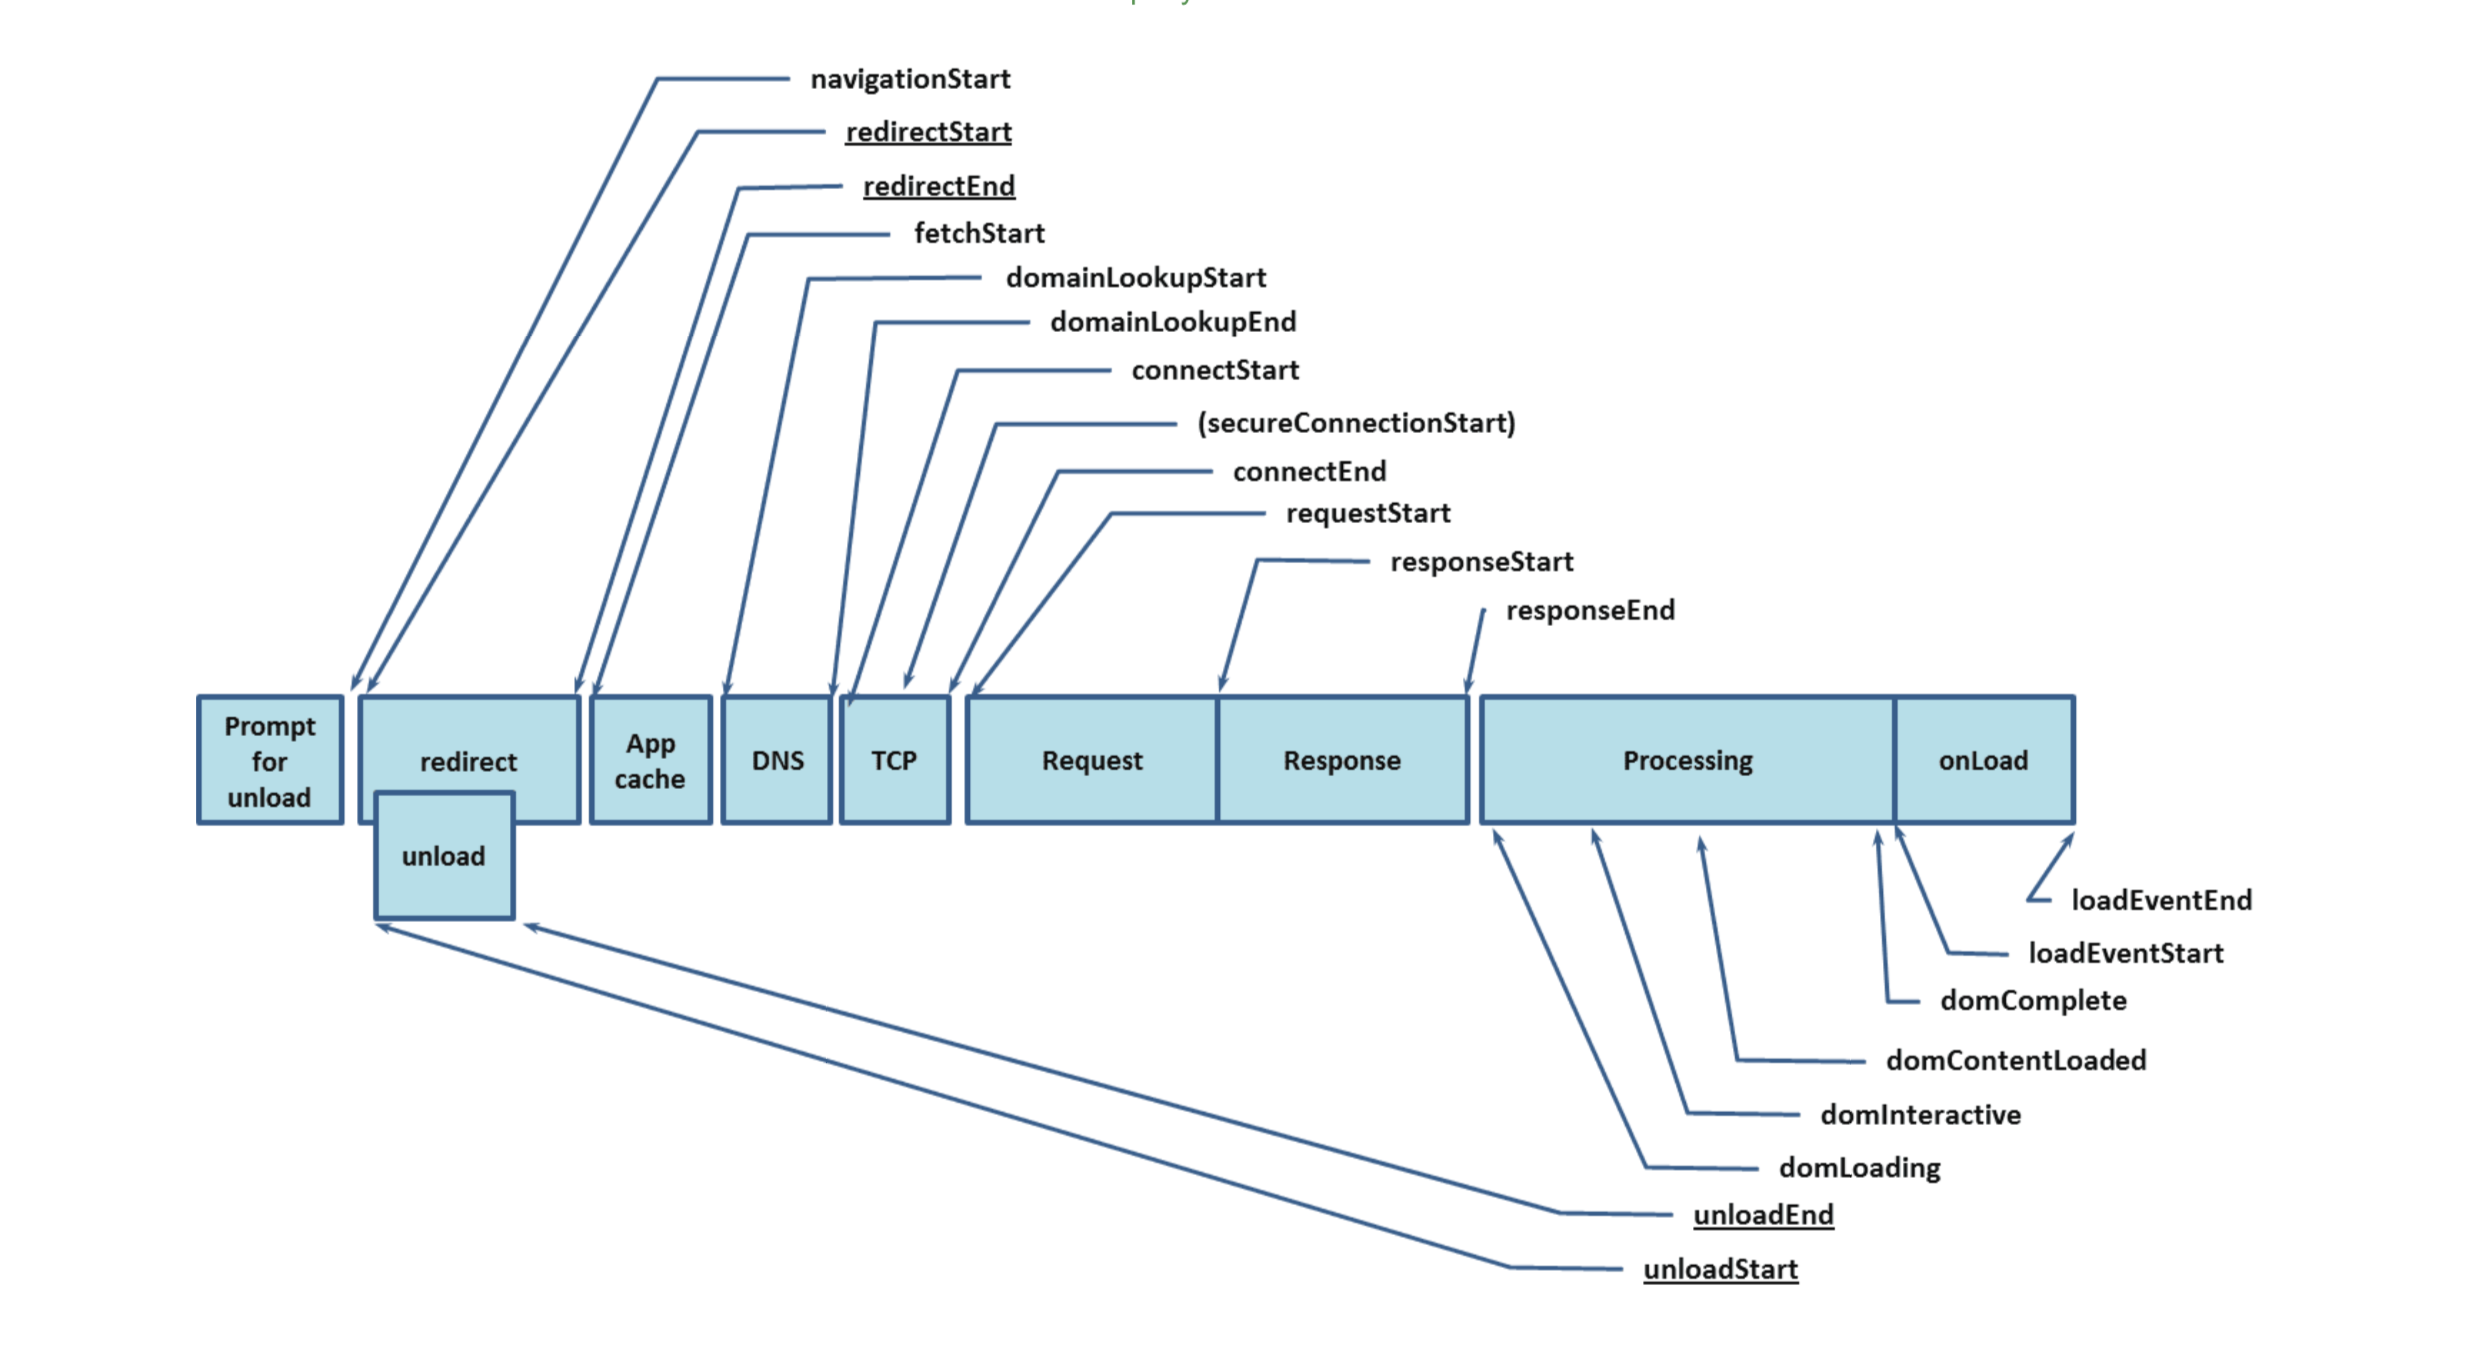 navigationStart
redirectStart
redirectEnd
fetchStart
domainLookupStart
domainLookupEnd
connectStart
(secureConnectionStart)
connectEnd
requestStart
responseStart
responseEnd
Prompt
for
unload
redirect
unload
App
cache
DNS
TCP
Request
Response
Processing
onLoad
loadEventEnd
loadEventStart
domComplete
domContentLoaded
domInteractive
domLoading
unloadEnd
unloadStart